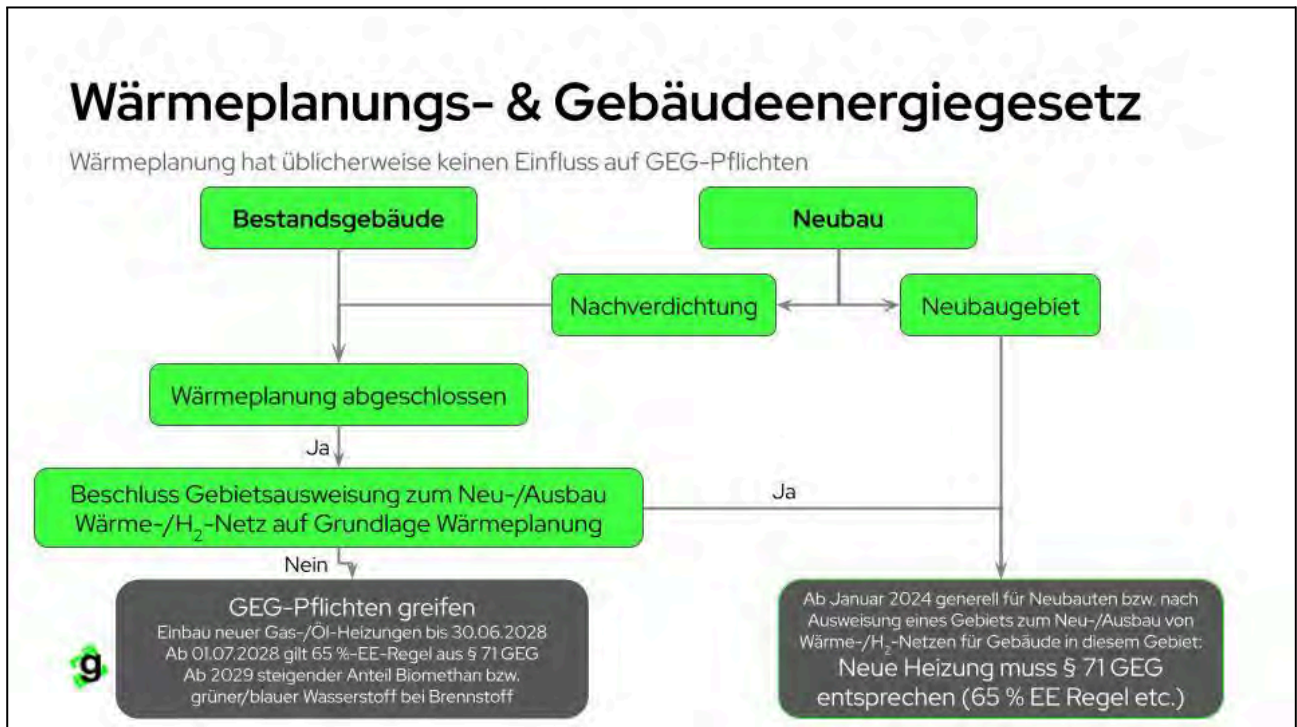 Wärmeplanungs- & Gebäudeenergiegesetz
Wärmeplanung hat üblicherweise keinen Einfluss auf GEG-Pflichten
Bestandsgebäude
Neubau
Nachverdichtung
Neubaugebiet
Wärmeplanung abgeschlossen
Ja
Beschluss Gebietsausweisung zum Neu-/Ausbau
Wärme-/H₂-Netz auf Grundlage Wärmeplanung
Ja
Nein
GEG-Pflichten greifen
Einbau neuer Gas-/Öl-Heizungen bis 30.06.2028
Ab 01.07.2028 gilt 65 %-EE-Regel aus § 71 GEG
Ab 2029 steigender Anteil Biomethan bzw.
grüner/blauer Wasserstoff bei Brennstoff
Ab Januar 2024 generell für Neubauten bzw. nach
Ausweisung eines Gebiets zum Neu-/Ausbau von
Wärme-/H₂-Netzen für Gebäude in diesem Gebiet:
Neue Heizung muss § 71 GEG
entsprechen (65 % EE Regel etc.)
g